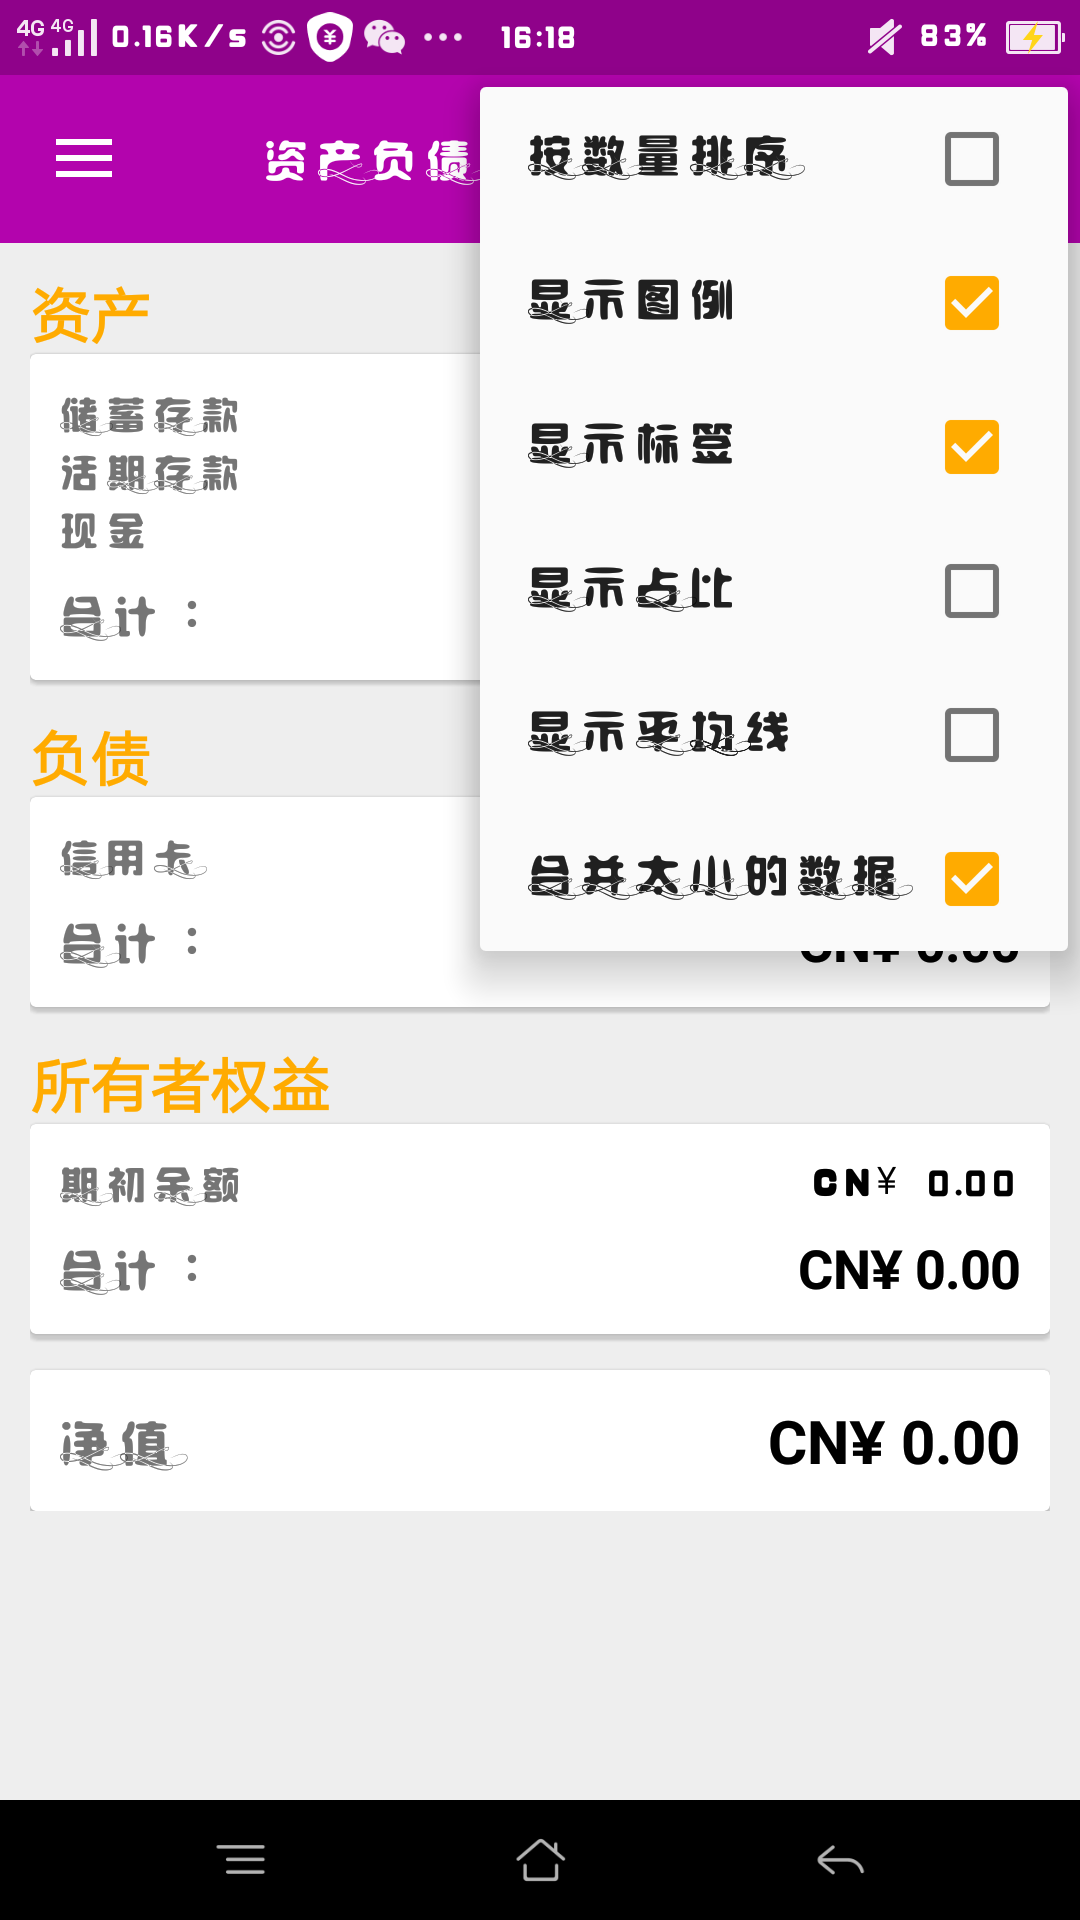 4G 4G 0.16K/s 16:18 83%
资产负债
按数量排序
显示图例
显示标签
显示占比
显示平均线
合并太小的数据
资产
储蓄存款
活期存款
现金
合计：
负债
信用卡
合计： CN¥ 0.00
所有者权益
期初余额 CN¥ 0.00
合计： CN¥ 0.00
净值 CN¥ 0.00